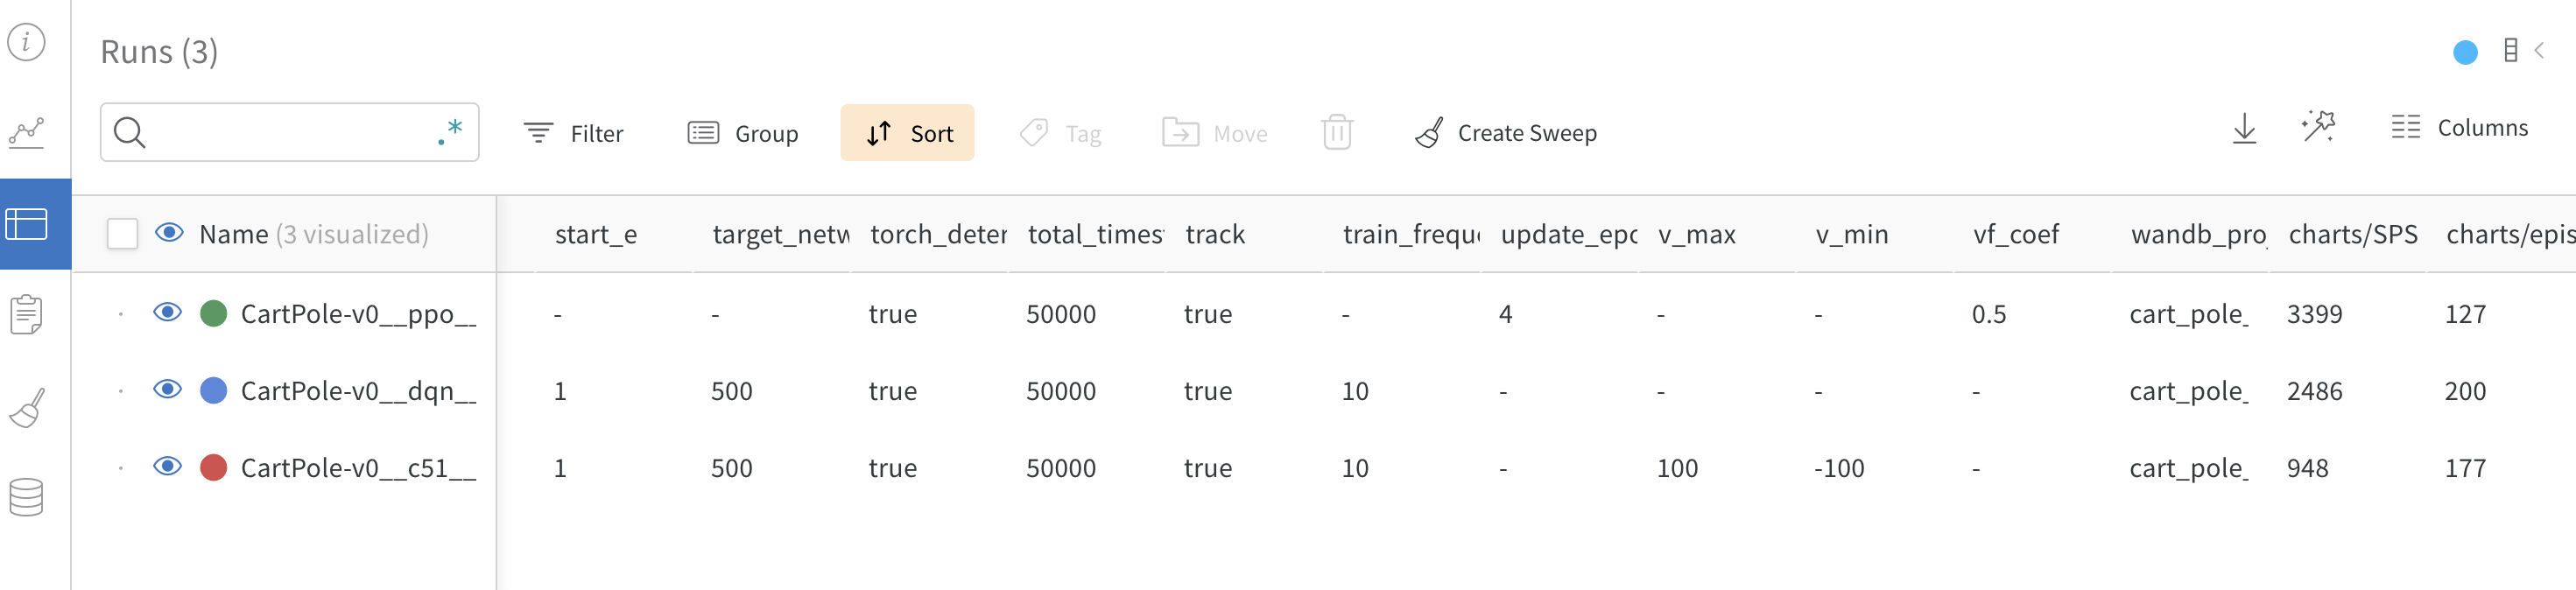 Runs (3)
.* Filter Group Sort Tag Move Create Sweep Columns
Name (3 visualized) start_e target_netw torch_deter total_times train_frequ update_epo v_max v_min vf_coef wandb_pro charts/SPS charts/epis
CartPole-v0__ppo__ - - true 50000 true - 4 - - 0.5 cart_pole_ 3399 127
CartPole-v0__dqn__ 1 500 true 50000 true 10 - - - - cart_pole_ 2486 200
CartPole-v0__c51__ 1 500 true 50000 true 10 - 100 -100 - cart_pole_ 948 177